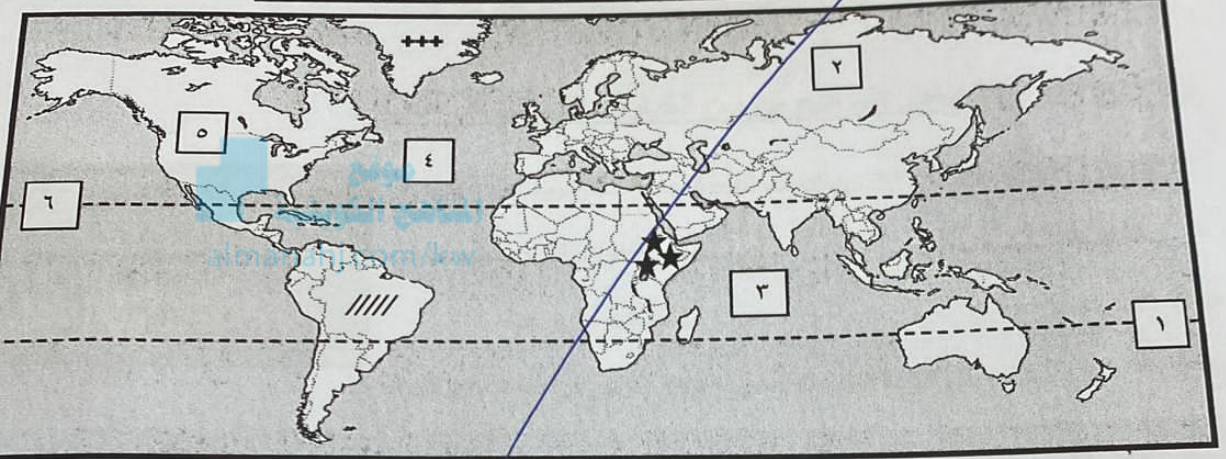 ٢
٥
٤
موقع
المناهج الكويتية
٦
almanahj.com/kw
٣
١